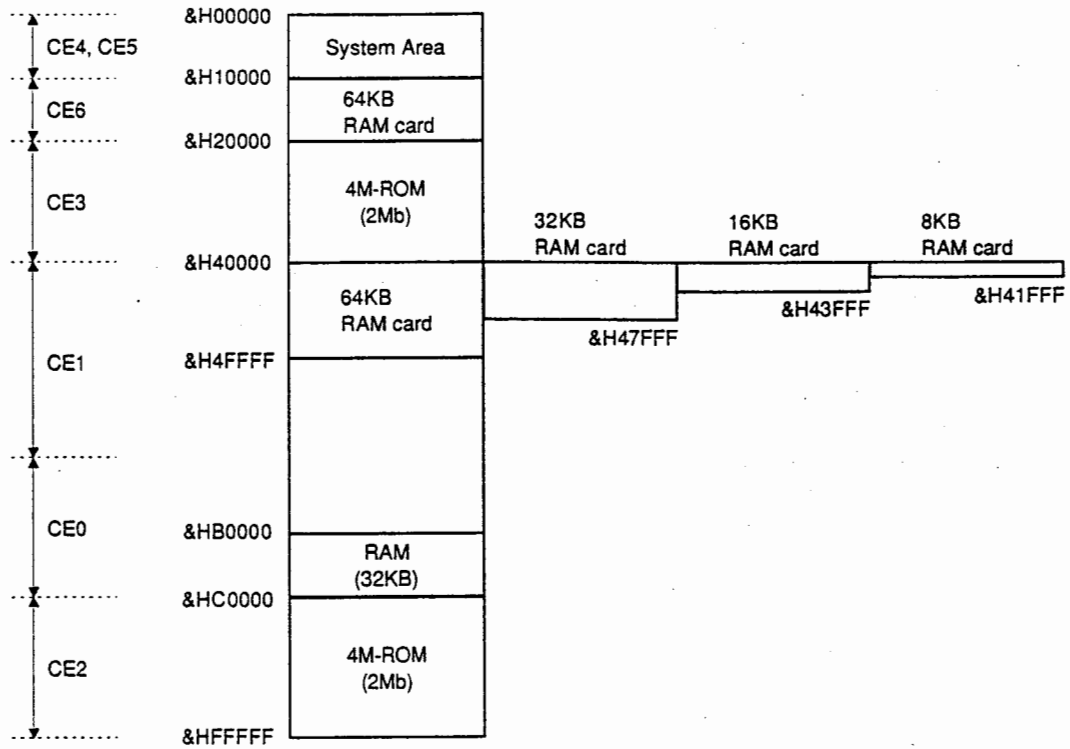 &H00000
CE4, CE5
System Area
&H10000
CE6
64KB
RAM card
&H20000
CE3
4M-ROM
(2Mb)
32KB
RAM card
16KB
RAM card
8KB
RAM card
&H40000
64KB
RAM card
&H41FFF
&H43FFF
&H47FFF
CE1
&H4FFFF
CE0
&HB0000
RAM
(32KB)
&HC0000
CE2
4M-ROM
(2Mb)
&HFFFFF